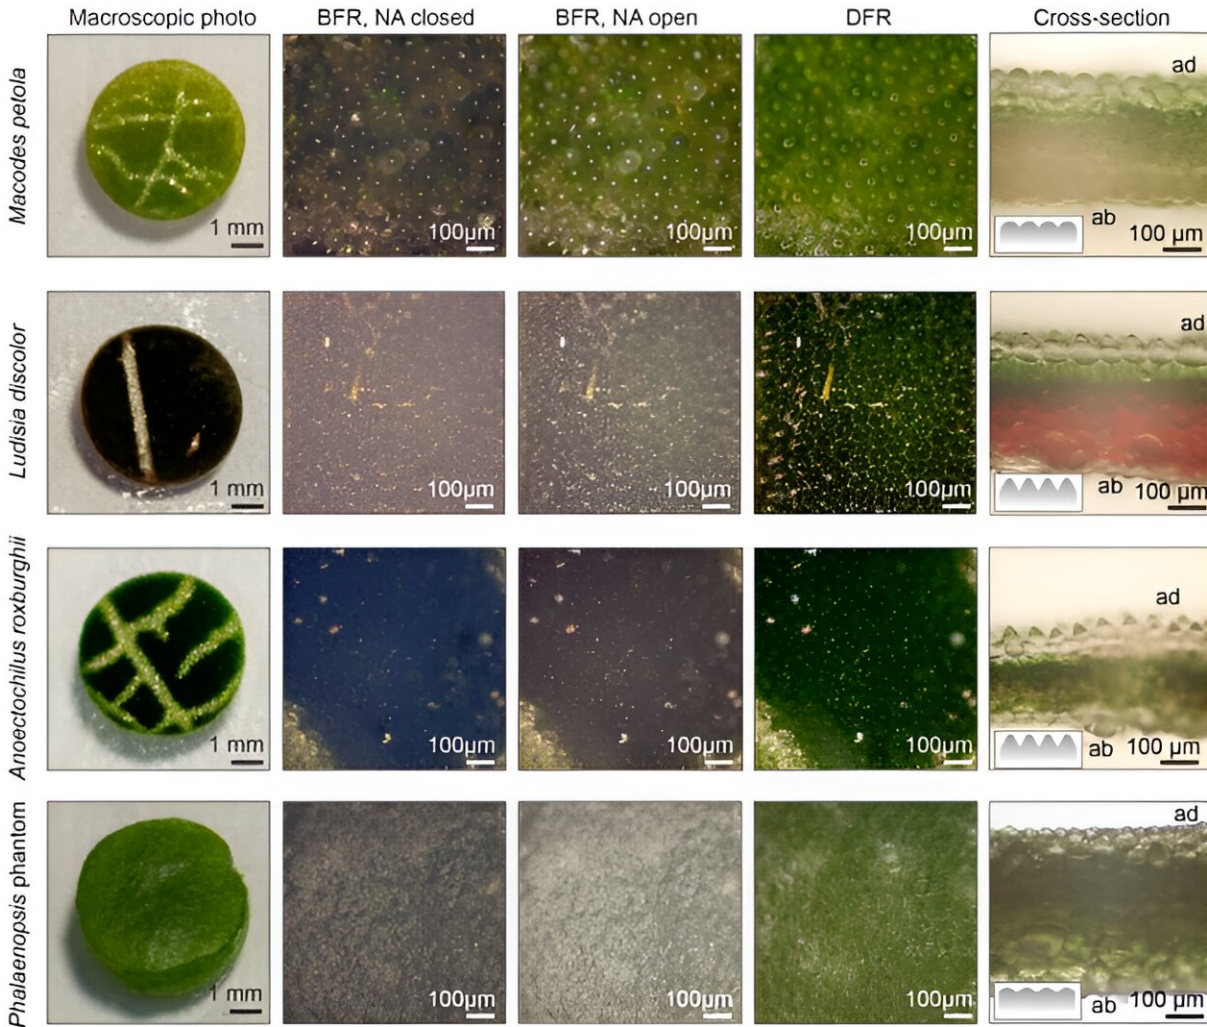 Macroscopic photo BFR, NA closed BFR, NA open DFR Cross-section
Macodes petola
1 mm 100µm 100µm 100µm ad ab 100 µm
Ludisia discolor
1 mm 100µm 100µm 100µm ad ab 100 µm
Anoectochilus roxburghii
1 mm 100µm 100µm 100µm ad ab 100 µm
Phalaenopsis phantom
1 mm 100µm 100µm 100µm ad ab 100 µm